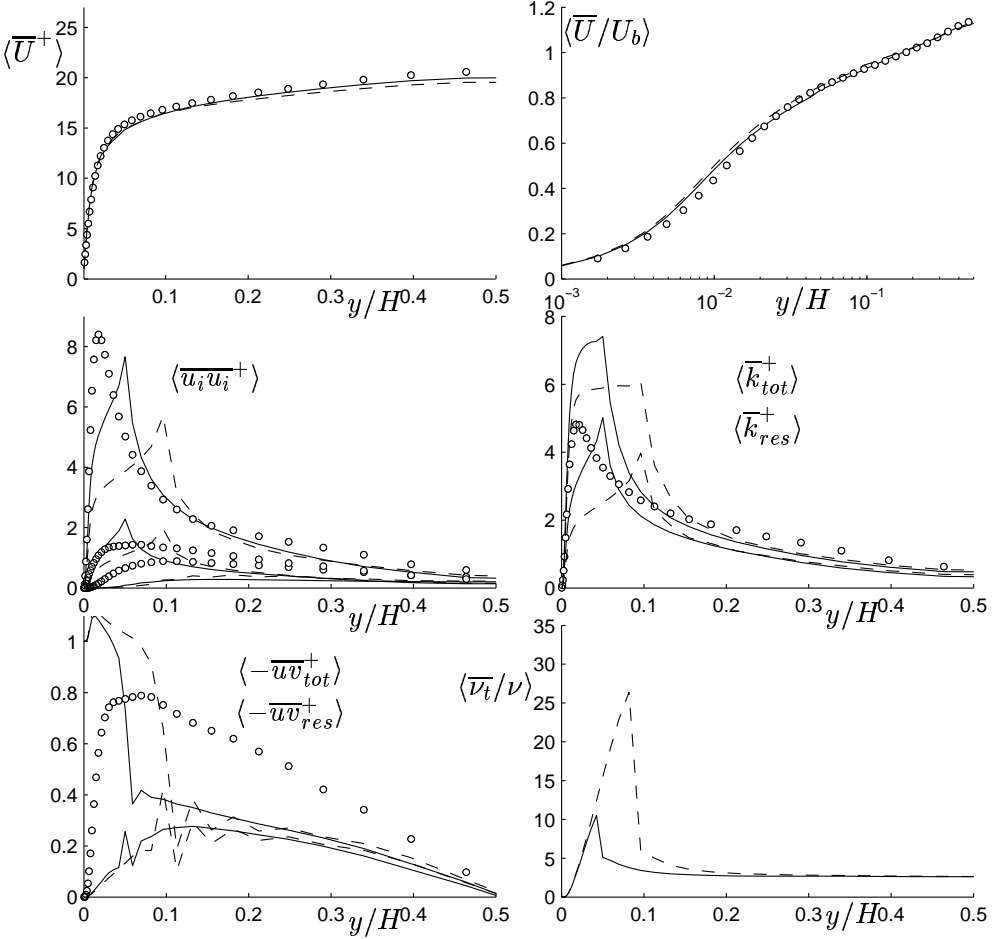 ⟨U̅⁺⟩
25
20
15
10
5
0
0 0.1 0.2 0.3 0.4 0.5
y/H
⟨U̅/U_b⟩
1.2
1
0.8
0.6
0.4
0.2
0
10⁻³ 10⁻² 10⁻¹
y/H
⟨\overline{u_i u_i}⁺⟩
8
6
4
2
0
0 0.1 0.2 0.3 0.4 0.5
y/H
⟨k̅⁺_{tot}⟩
⟨k̅⁺_{res}⟩
8
6
4
2
0
0 0.1 0.2 0.3 0.4 0.5
y/H
⟨−\overline{uv}⁺_{tot}⟩
⟨−\overline{uv}⁺_{res}⟩
1
0.8
0.6
0.4
0.2
0
0 0.1 0.2 0.3 0.4 0.5
y/H
⟨\overline{ν_t}/ν⟩
35
30
25
20
15
10
5
0
0 0.1 0.2 0.3 0.4 0.5
y/H